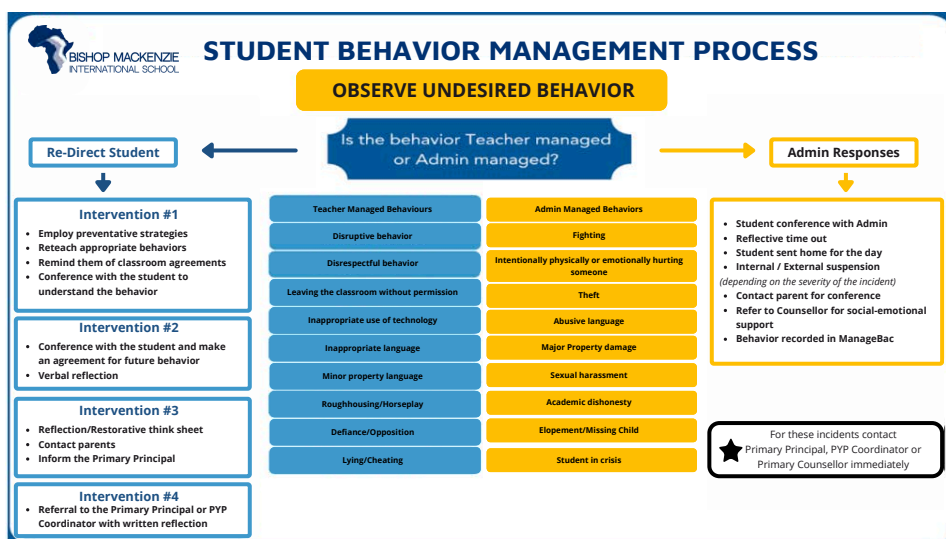 BISHOP MACKENZIE
INTERNATIONAL SCHOOL
STUDENT BEHAVIOR MANAGEMENT PROCESS
OBSERVE UNDESIRED BEHAVIOR
Is the behavior Teacher managed
or Admin managed?
Re-Direct Student
Intervention #1
• Employ preventative strategies
• Reteach appropriate behaviors
• Remind them of classroom agreements
• Conference with the student to
understand the behavior
Intervention #2
• Conference with the student and make
an agreement for future behavior
• Verbal reflection
Intervention #3
• Reflection/Restorative think sheet
• Contact parents
• Inform the Primary Principal
Intervention #4
• Referral to the Primary Principal or PYP
Coordinator with written reflection
Teacher Managed Behaviours
Disruptive behavior
Disrespectful behavior
Leaving the classroom without permission
Inappropriate use of technology
Inappropriate language
Minor property language
Roughhousing/Horseplay
Defiance/Opposition
Lying/Cheating
Admin Managed Behaviors
Fighting
Intentionally physically or emotionally hurting
someone
Theft
Abusive language
Major Property damage
Sexual harassment
Academic dishonesty
Elopement/Missing Child
Student in crisis
Admin Responses
• Student conference with Admin
• Reflective time out
• Student sent home for the day
• Internal / External suspension
(depending on the severity of the incident)
• Contact parent for conference
• Refer to Counsellor for social-emotional
support
• Behavior recorded in ManageBac
For these incidents contact
Primary Principal, PYP Coordinator or
Primary Counsellor immediately